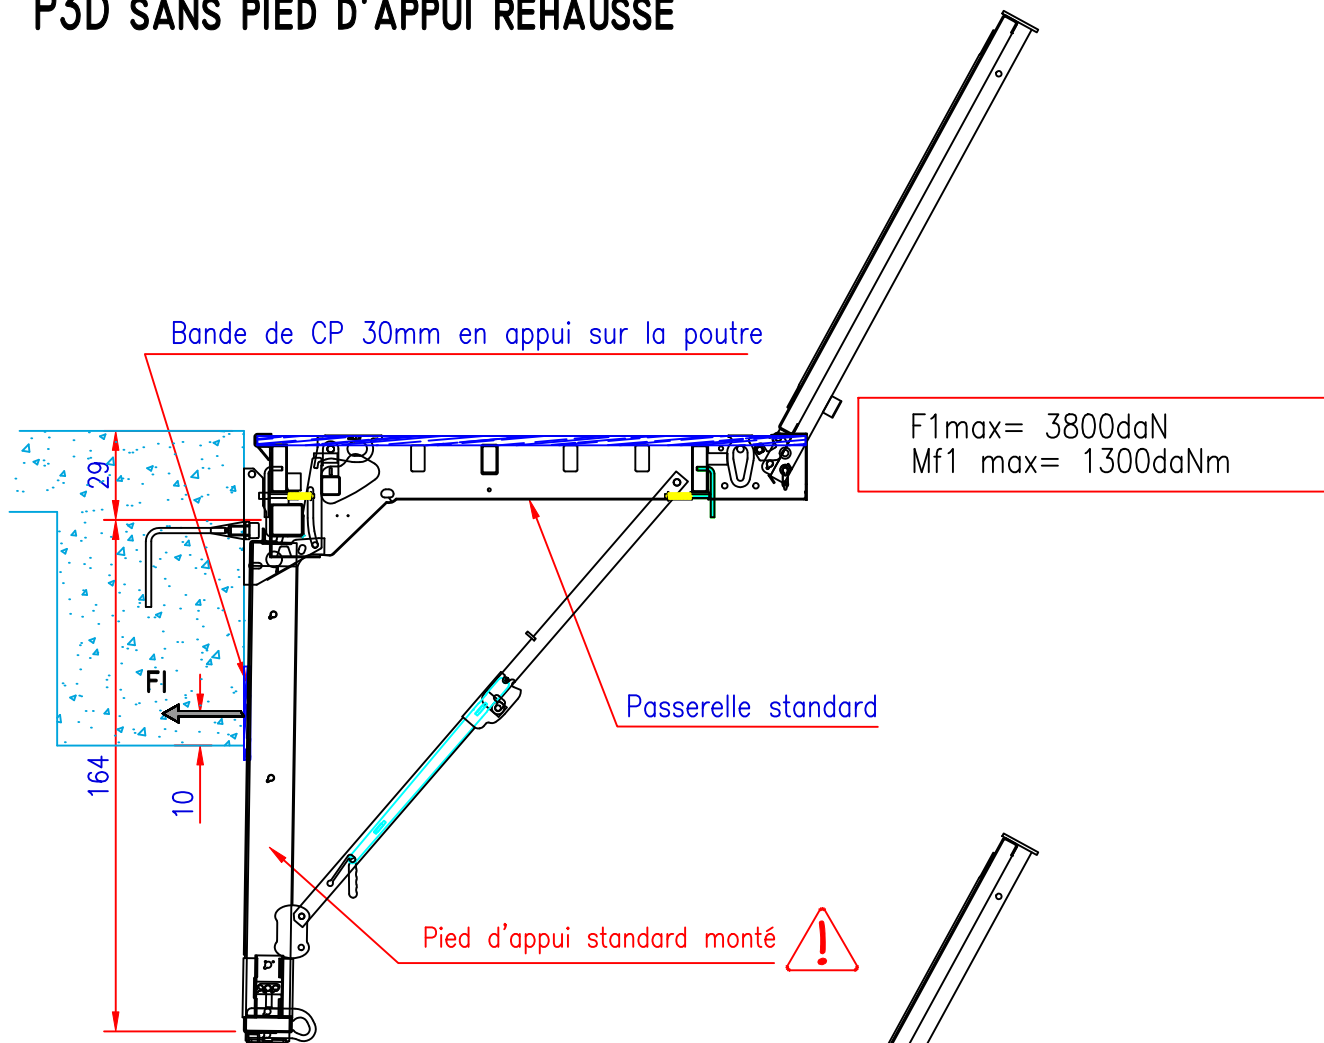 P3D SANS PIED D'APPUI REHAUSSE
Bande de CP 30mm en appui sur la poutre
F1max= 3800daN
Mf1 max= 1300daNm
29
FI
Passerelle standard
164
10
Pied d'appui standard monté
!